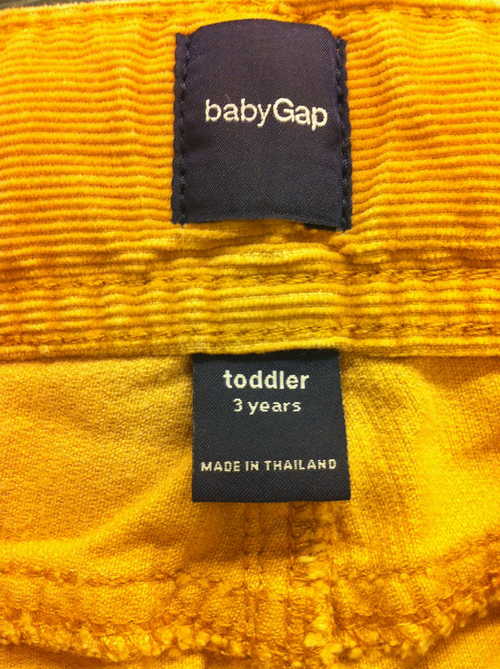 babyGap
toddler
3 years
MADE IN THAILAND